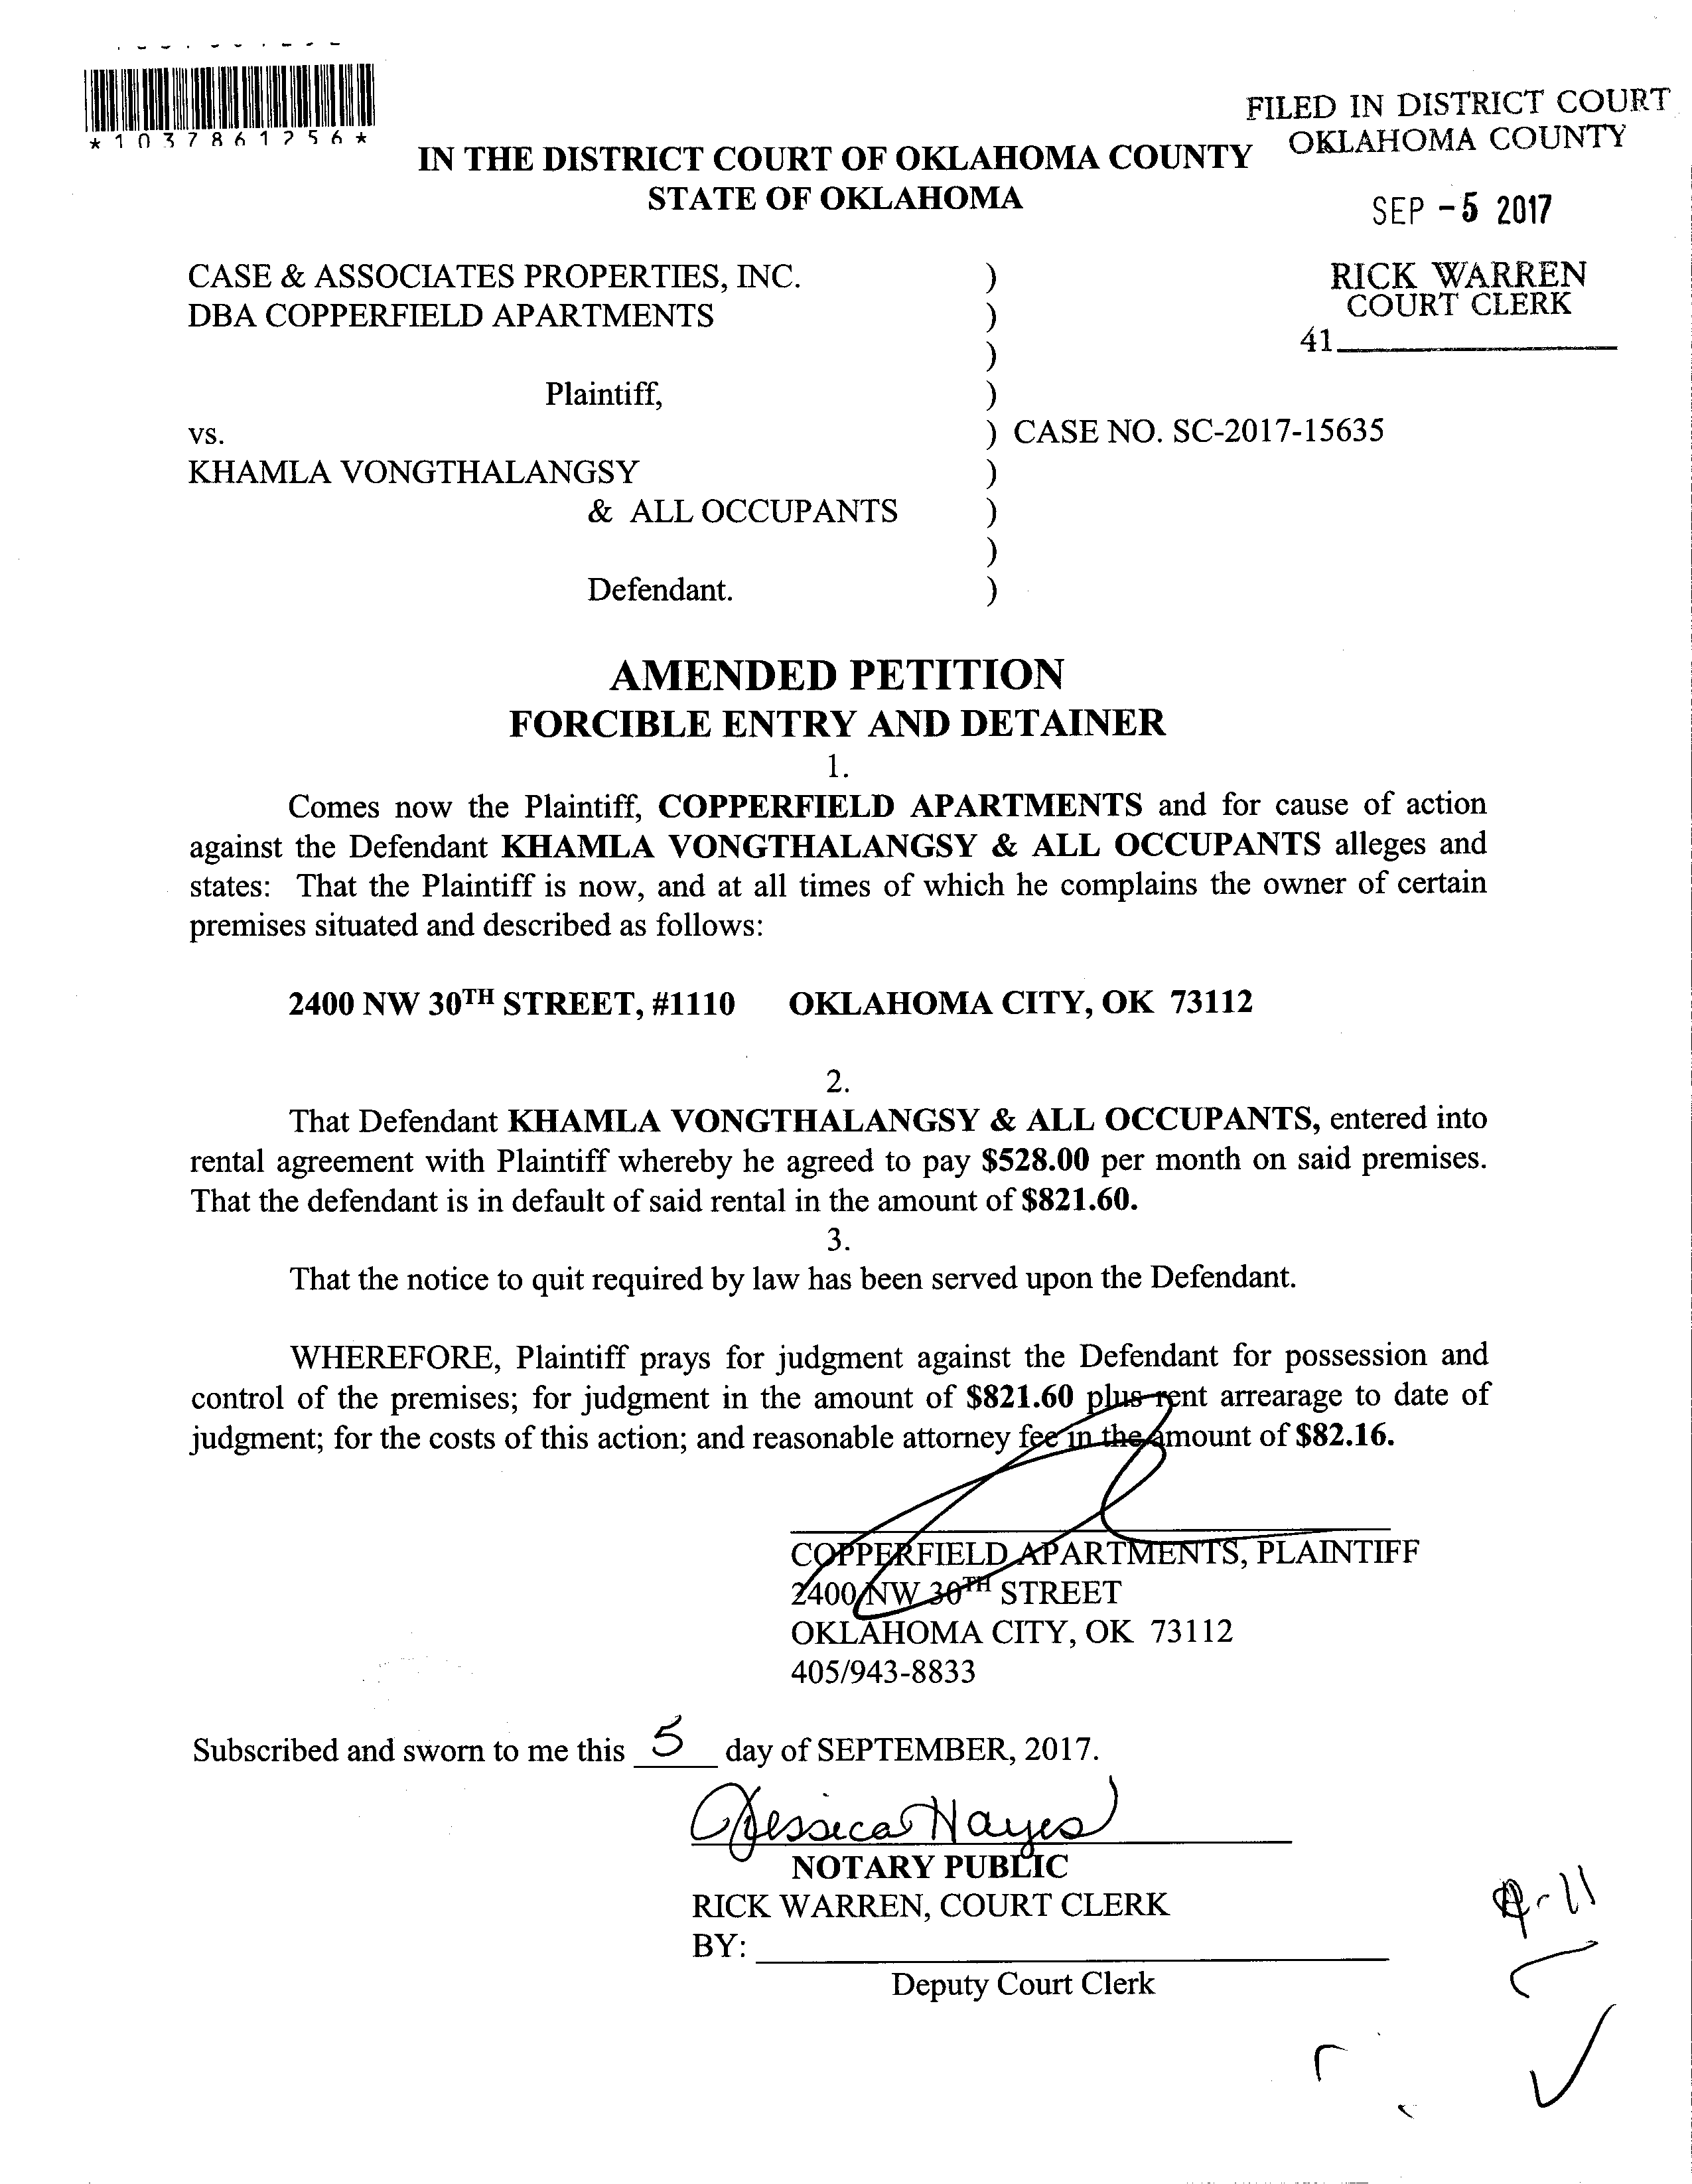 *1037861256*
FILED IN DISTRICT COURT
OKLAHOMA COUNTY
IN THE DISTRICT COURT OF OKLAHOMA COUNTY
STATE OF OKLAHOMA
SEP - 5 2017
CASE & ASSOCIATES PROPERTIES, INC. )
DBA COPPERFIELD APARTMENTS )
)
RICK WARREN
COURT CLERK
41
Plaintiff, )
vs. ) CASE NO. SC-2017-15635
KHAMLA VONGTHALANGSY )
& ALL OCCUPANTS )
)
Defendant. )
AMENDED PETITION
FORCIBLE ENTRY AND DETAINER
1.
Comes now the Plaintiff, COPPERFIELD APARTMENTS and for cause of action
against the Defendant KHAMLA VONGTHALANGSY & ALL OCCUPANTS alleges and
states: That the Plaintiff is now, and at all times of which he complains the owner of certain
premises situated and described as follows:
2400 NW 30TH STREET, #1110 OKLAHOMA CITY, OK 73112
2.
That Defendant KHAMLA VONGTHALANGSY & ALL OCCUPANTS, entered into
rental agreement with Plaintiff whereby he agreed to pay $528.00 per month on said premises.
That the defendant is in default of said rental in the amount of $821.60.
3.
That the notice to quit required by law has been served upon the Defendant.
WHEREFORE, Plaintiff prays for judgment against the Defendant for possession and
control of the premises; for judgment in the amount of $821.60 plus rent arrearage to date of
judgment; for the costs of this action; and reasonable attorney fee in the amount of $82.16.
COPPERFIELD APARTMENTS, PLAINTIFF
2400 NW 30TH STREET
OKLAHOMA CITY, OK 73112
405/943-8833
Subscribed and sworn to me this 5 day of SEPTEMBER, 2017.
Jessica Hayes
NOTARY PUBLIC
RICK WARREN, COURT CLERK
BY:
Deputy Court Clerk